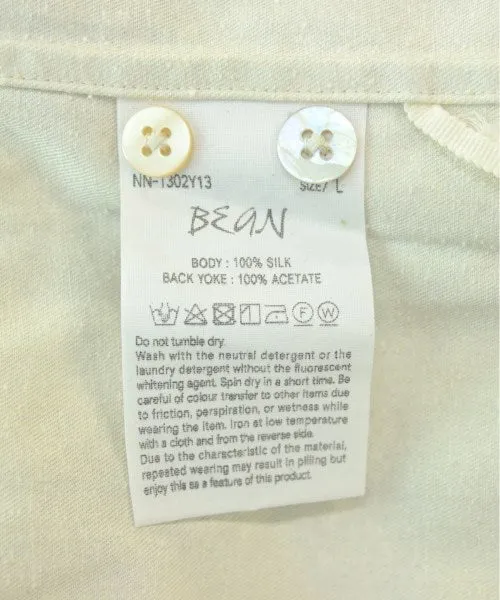 NN-1302Y13 SIZE/ L
BEAN
BODY : 100% SILK
BACK YOKE : 100% ACETATE
F W
Do not tumble dry.
Wash with the neutral detergent or the
laundry detergent without the fluorescent
whitening agent. Spin dry in a short time. Be
careful of colour transfer to other items due
to friction, perspiration, or wetness while
wearing the item. Iron at low temperature
with a cloth and from the reverse side.
Due to the characteristic of the material,
repeated wearing may result in pilling but
enjoy this as a feature of this product.